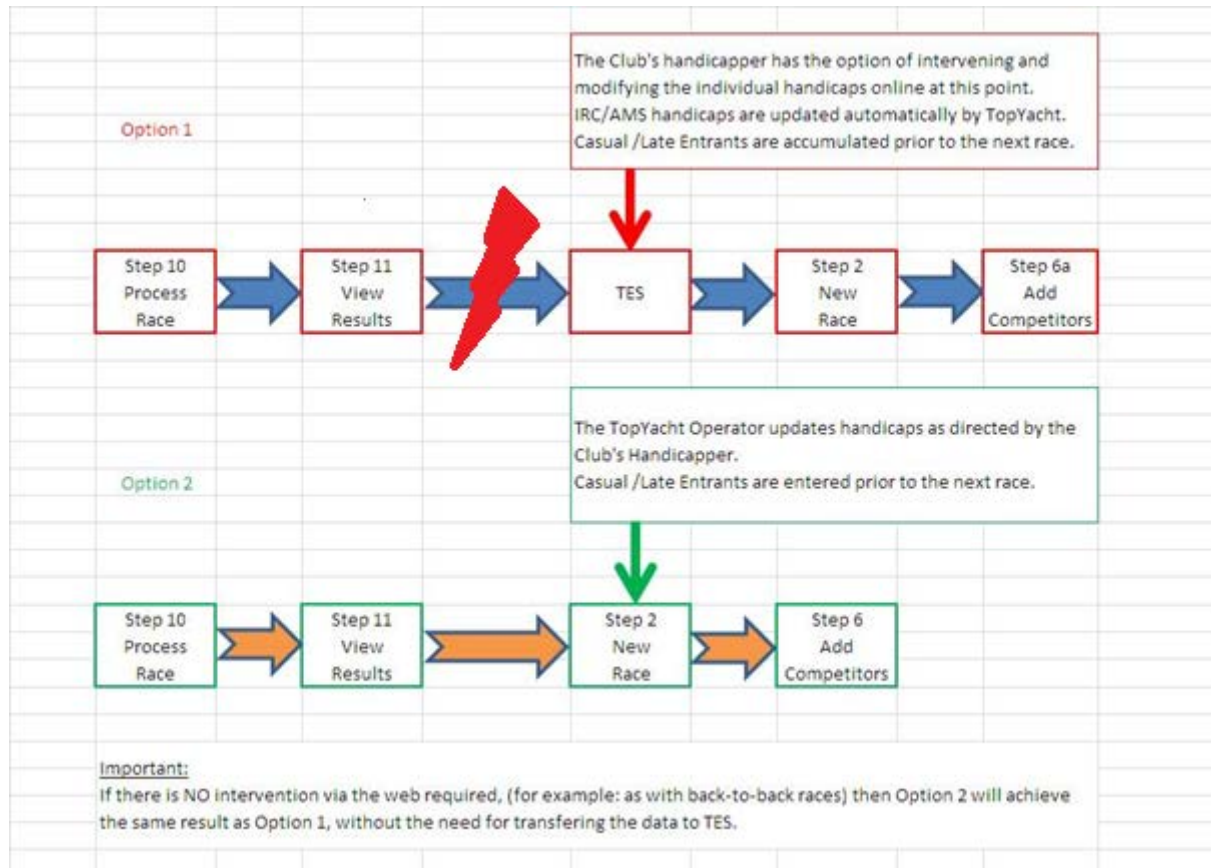 The Club's handicapper has the option of intervening and
modifying the individual handicaps online at this point.
IRC/AMS handicaps are updated automatically by TopYacht.
Casual /Late Entrants are accumulated prior to the next race.
Option 1
Step 10
Process
Race
Step 11
View
Results
TES
Step 2
New
Race
Step 6a
Add
Competitors
The TopYacht Operator updates handicaps as directed by the
Club's Handicapper.
Casual /Late Entrants are entered prior to the next race.
Option 2
Step 10
Process
Race
Step 11
View
Results
Step 2
New
Race
Step 6
Add
Competitors
Important:
If there is NO intervention via the web required, (for example: as with back-to-back races) then Option 2 will achieve
the same result as Option 1, without the need for transfering the data to TES.